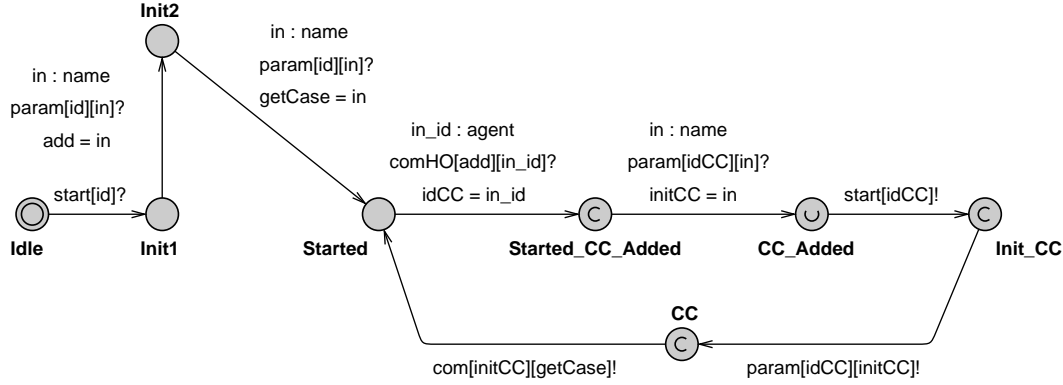 Init2
in : name
param[id][in]?
add = in
in : name
param[id][in]?
getCase = in
start[id]?
Idle
Init1
Started
in_id : agent
comHO[add][in_id]?
idCC = in_id
Started_CC_Added
in : name
param[idCC][in]?
initCC = in
CC_Added
start[idCC]!
Init_CC
CC
com[initCC][getCase]!
param[idCC][initCC]!